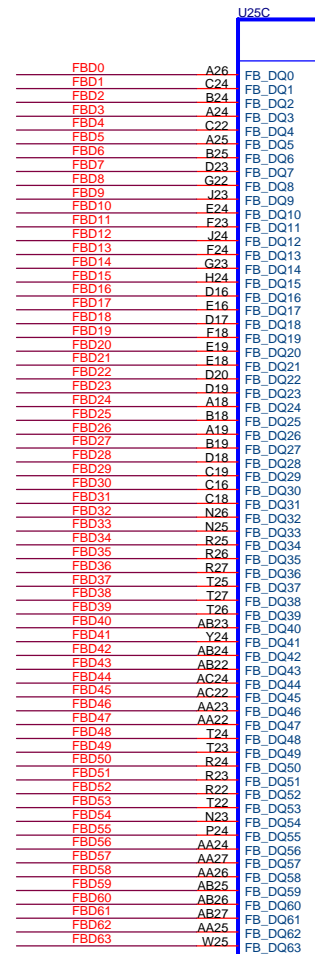 U25C
FBD0 A26 FB_DQ0
FBD1 C24 FB_DQ1
FBD2 B24 FB_DQ2
FBD3 A24 FB_DQ3
FBD4 C22 FB_DQ4
FBD5 A25 FB_DQ5
FBD6 B25 FB_DQ6
FBD7 D23 FB_DQ7
FBD8 G22 FB_DQ8
FBD9 J23 FB_DQ9
FBD10 E24 FB_DQ10
FBD11 F23 FB_DQ11
FBD12 J24 FB_DQ12
FBD13 F24 FB_DQ13
FBD14 G23 FB_DQ14
FBD15 H24 FB_DQ15
FBD16 D16 FB_DQ16
FBD17 E16 FB_DQ17
FBD18 D17 FB_DQ18
FBD19 F18 FB_DQ19
FBD20 E19 FB_DQ20
FBD21 E18 FB_DQ21
FBD22 D20 FB_DQ22
FBD23 D19 FB_DQ23
FBD24 A18 FB_DQ24
FBD25 B18 FB_DQ25
FBD26 A19 FB_DQ26
FBD27 B19 FB_DQ27
FBD28 D18 FB_DQ28
FBD29 C19 FB_DQ29
FBD30 C16 FB_DQ30
FBD31 C18 FB_DQ31
FBD32 N26 FB_DQ32
FBD33 N25 FB_DQ33
FBD34 R25 FB_DQ34
FBD35 R26 FB_DQ35
FBD36 R27 FB_DQ36
FBD37 T25 FB_DQ37
FBD38 T27 FB_DQ38
FBD39 T26 FB_DQ39
FBD40 AB23 FB_DQ40
FBD41 Y24 FB_DQ41
FBD42 AB24 FB_DQ42
FBD43 AB22 FB_DQ43
FBD44 AC24 FB_DQ44
FBD45 AC22 FB_DQ45
FBD46 AA23 FB_DQ46
FBD47 AA22 FB_DQ47
FBD48 T24 FB_DQ48
FBD49 T23 FB_DQ49
FBD50 R24 FB_DQ50
FBD51 R23 FB_DQ51
FBD52 R22 FB_DQ52
FBD53 T22 FB_DQ53
FBD54 N23 FB_DQ54
FBD55 P24 FB_DQ55
FBD56 AA24 FB_DQ56
FBD57 AA27 FB_DQ57
FBD58 AA26 FB_DQ58
FBD59 AB25 FB_DQ59
FBD60 AB26 FB_DQ60
FBD61 AB27 FB_DQ61
FBD62 AA25 FB_DQ62
FBD63 W25 FB_DQ63